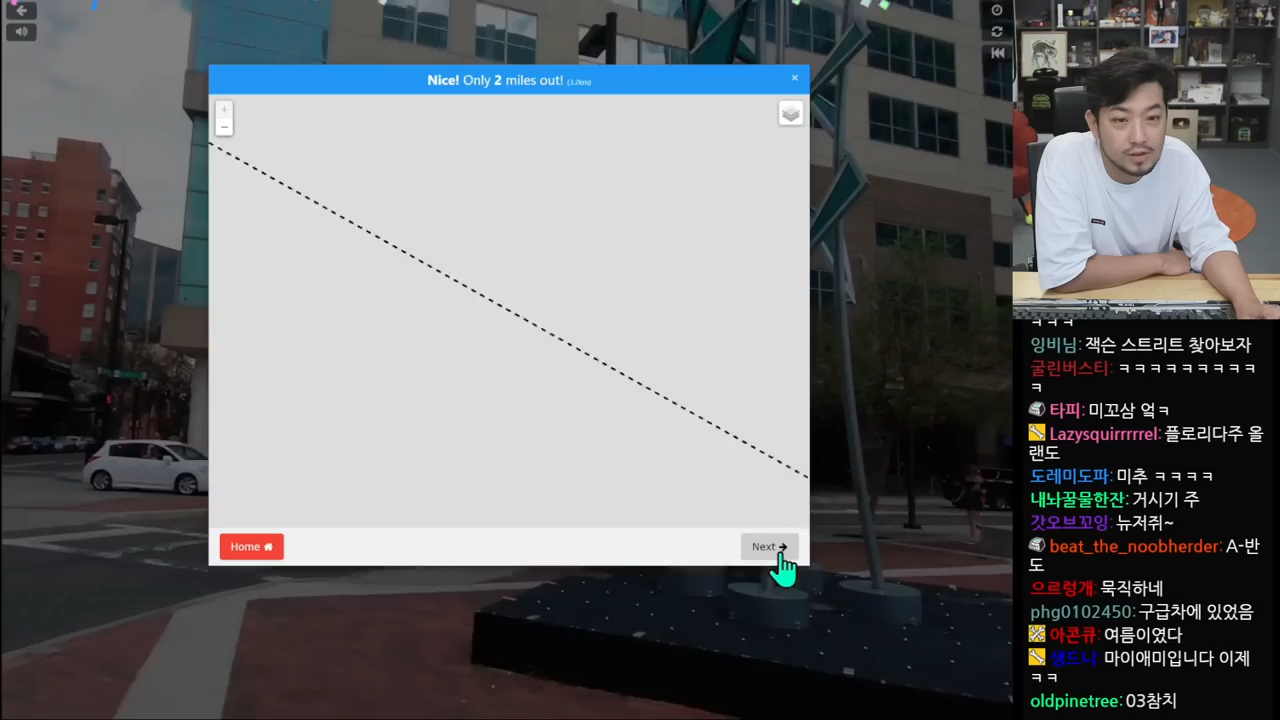 Nice! Only 2 miles out! (3.2km)
×
+
−
Home
Next
ㅋㅋㅋ
잉비님: 잭슨 스트리트 찾아보자
굴린버스티: ㅋㅋㅋㅋㅋㅋㅋㅋㅋ
ㅋ
타피: 미꼬삼 엌ㅋ
Lazysquirrrrrel: 플로리다주 올
랜도
도레미도파: 미추 ㅋㅋㅋㅋ
내놔꿀물한잔: 거시기 주
갓오브꼬잉: 뉴저쥐~
beat_the_noobherder: A-반
도
으르렁개: 묵직하네
phg0102450: 구급차에 있었음
아콘큐: 여름이였다
생드니: 마이애미입니다 이제
ㅋㅋ
oldpinetree: 03참치